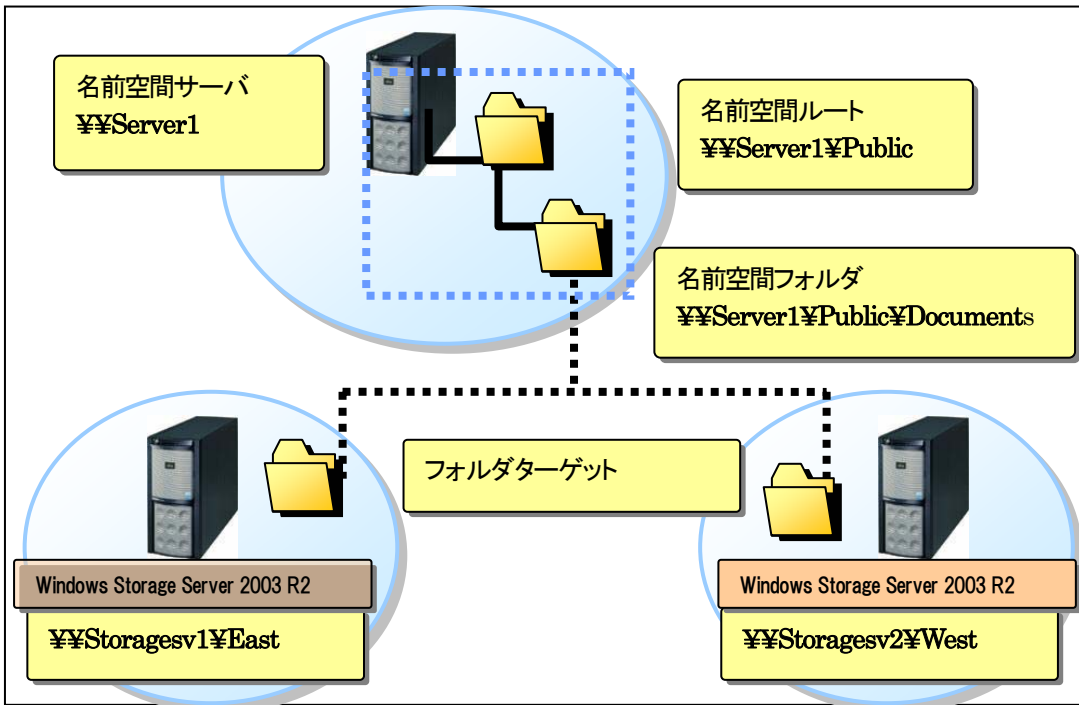 名前空間サーバ
¥¥Server1
名前空間ルート
¥¥Server1¥Public
名前空間フォルダ
¥¥Server1¥Public¥Documents
フォルダターゲット
Windows Storage Server 2003 R2
¥¥Storagesv1¥East
Windows Storage Server 2003 R2
¥¥Storagesv2¥West